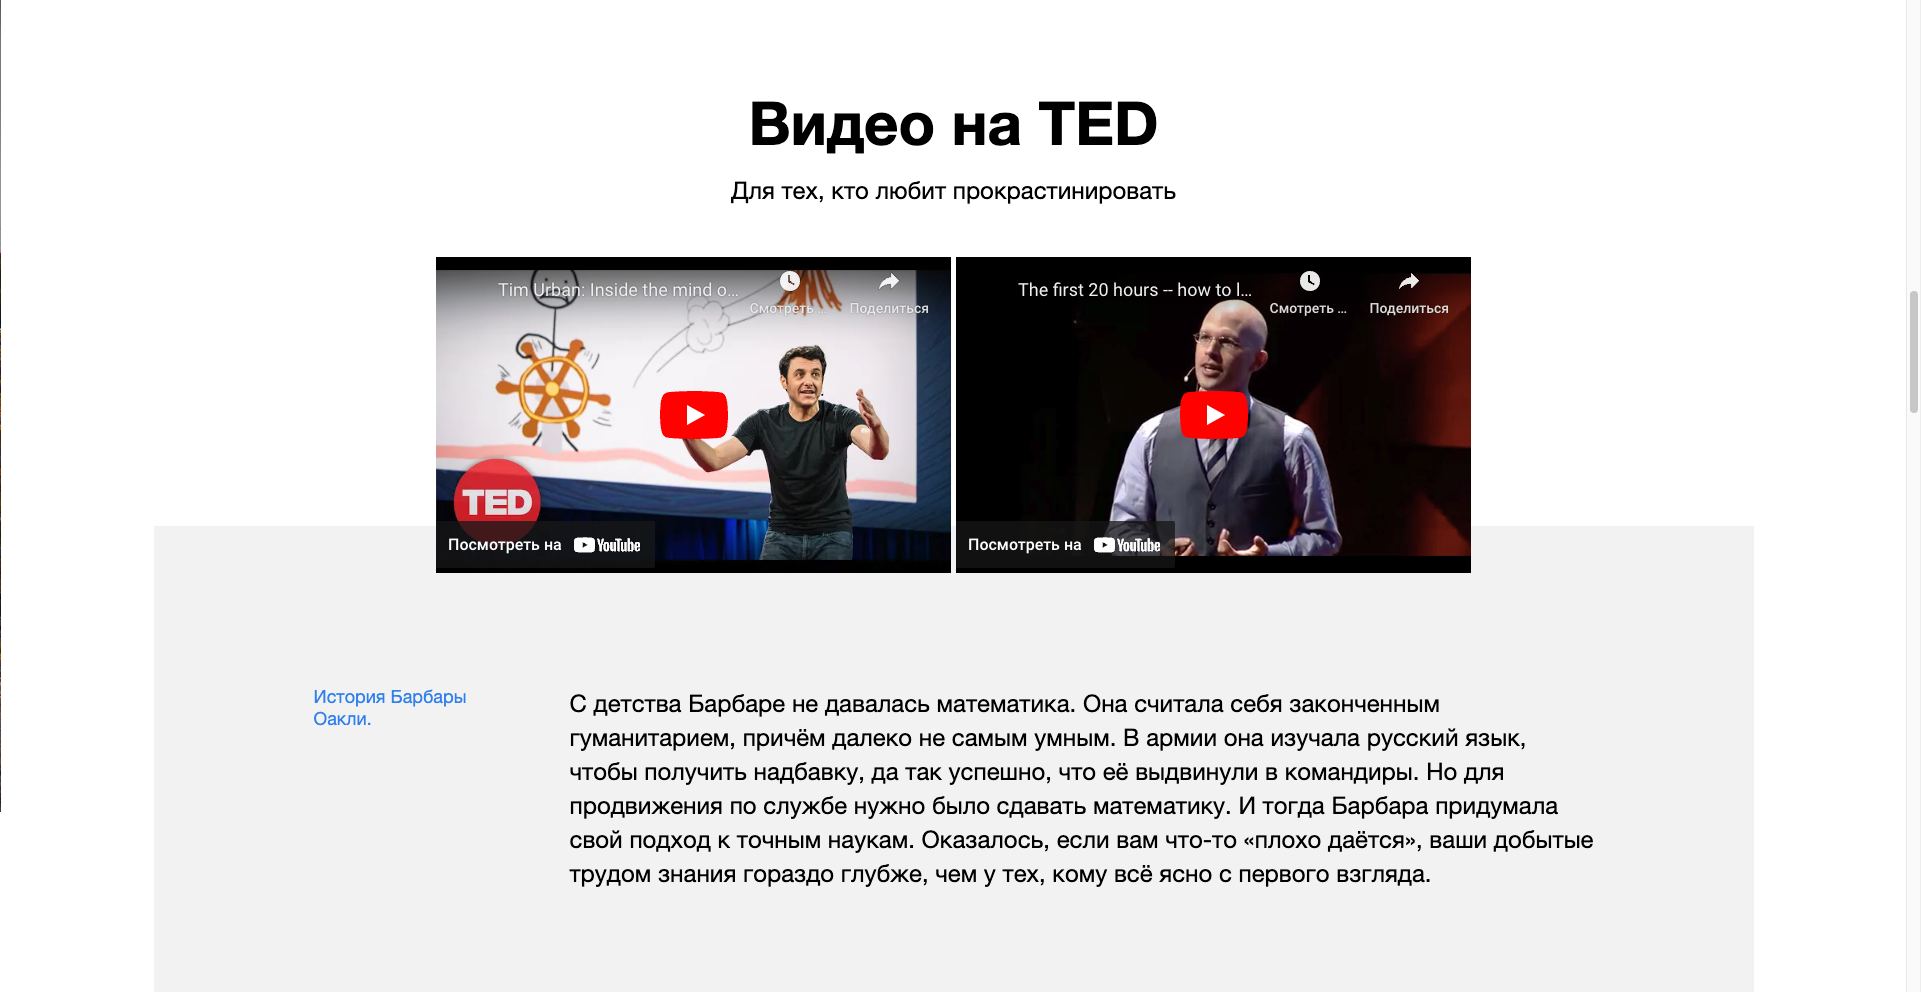 Видео на TED
Для тех, кто любит прокрастинировать
Tim Urban: Inside the mind o...
Смотреть ...
Поделиться
TED
Посмотреть на YouTube
The first 20 hours -- how to l...
Смотреть ...
Поделиться
Посмотреть на YouTube
История Барбары
Оакли.
С детства Барбаре не давалась математика. Она считала себя законченным
гуманитарием, причём далеко не самым умным. В армии она изучала русский язык,
чтобы получить надбавку, да так успешно, что её выдвинули в командиры. Но для
продвижения по службе нужно было сдавать математику. И тогда Барбара придумала
свой подход к точным наукам. Оказалось, если вам что-то «плохо даётся», ваши добытые
трудом знания гораздо глубже, чем у тех, кому всё ясно с первого взгляда.